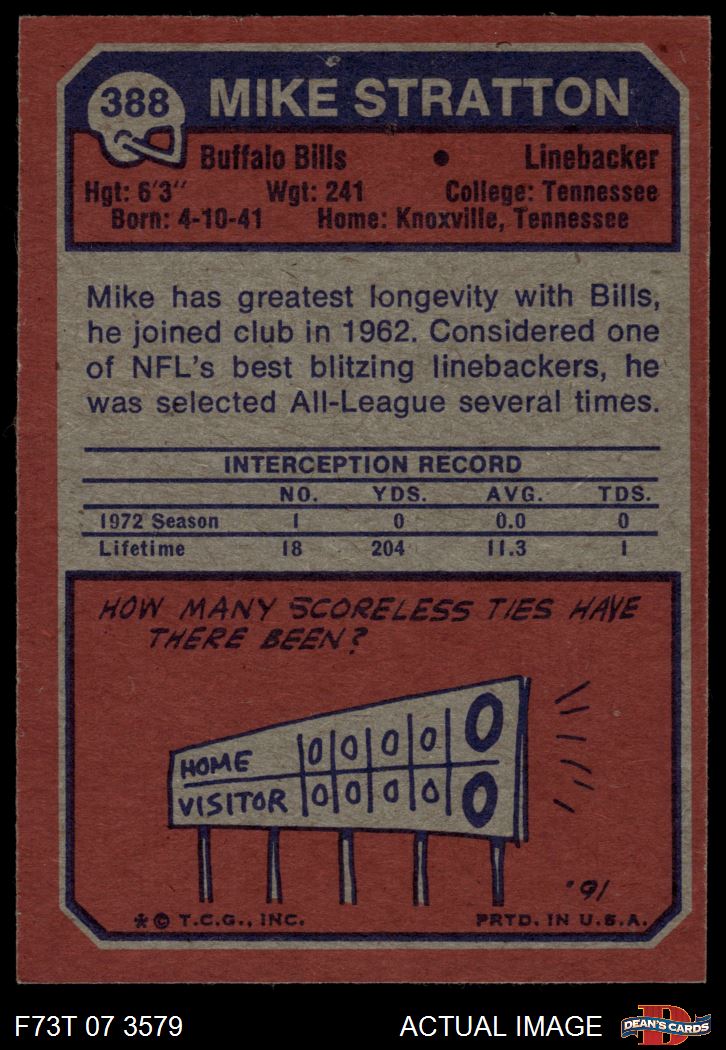 388 MIKE STRATTON
Buffalo Bills • Linebacker
Hgt: 6'3" Wgt: 241 College: Tennessee
Born: 4-10-41 Home: Knoxville, Tennessee
Mike has greatest longevity with Bills,
he joined club in 1962. Considered one
of NFL's best blitzing linebackers, he
was selected All-League several times.
INTERCEPTION RECORD
NO. YDS. AVG. TDS.
1972 Season 1 0 0.0 0
Lifetime 18 204 11.3 1
HOW MANY SCORELESS TIES HAVE
THERE BEEN?
HOME 0 0 0 0 0
VISITOR 0 0 0 0 0
'91
* © T.C.G., INC. PRTD. IN U.S.A.
F73T 07 3579 ACTUAL IMAGE D DEAN'S CARDS